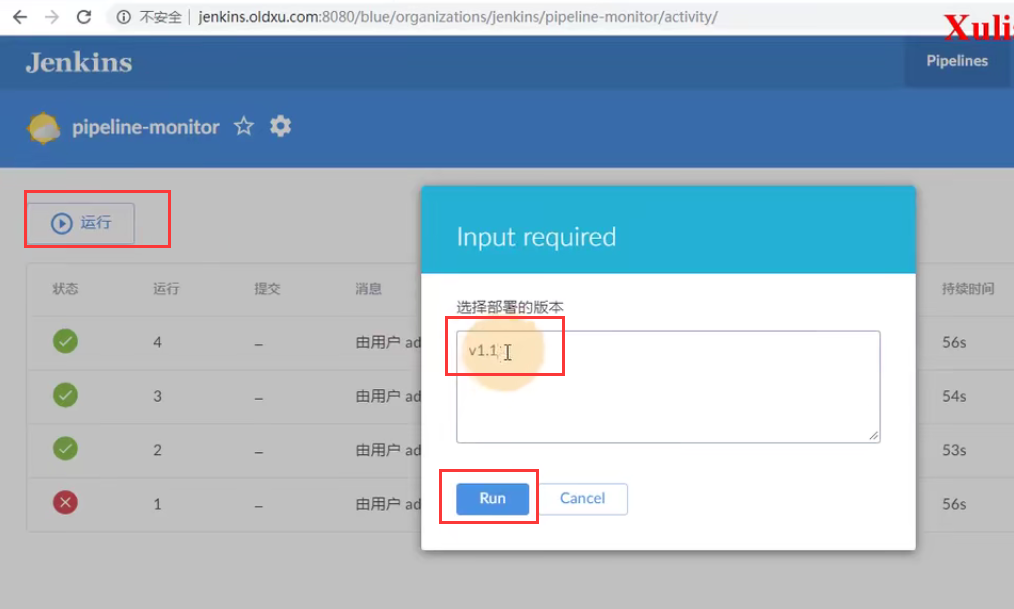 不安全 jenkins.oldxu.com:8080/blue/organizations/jenkins/pipeline-monitor/activity/
Xuli
Jenkins
Pipelines
pipeline-monitor
运行
Input required
选择部署的版本
v1.1
Run
Cancel
状态 运行 提交 消息 持续时间
4 – 由用户 ad 56s
3 – 由用户 ad 54s
2 – 由用户 ad 53s
1 – 由用户 ad 56s